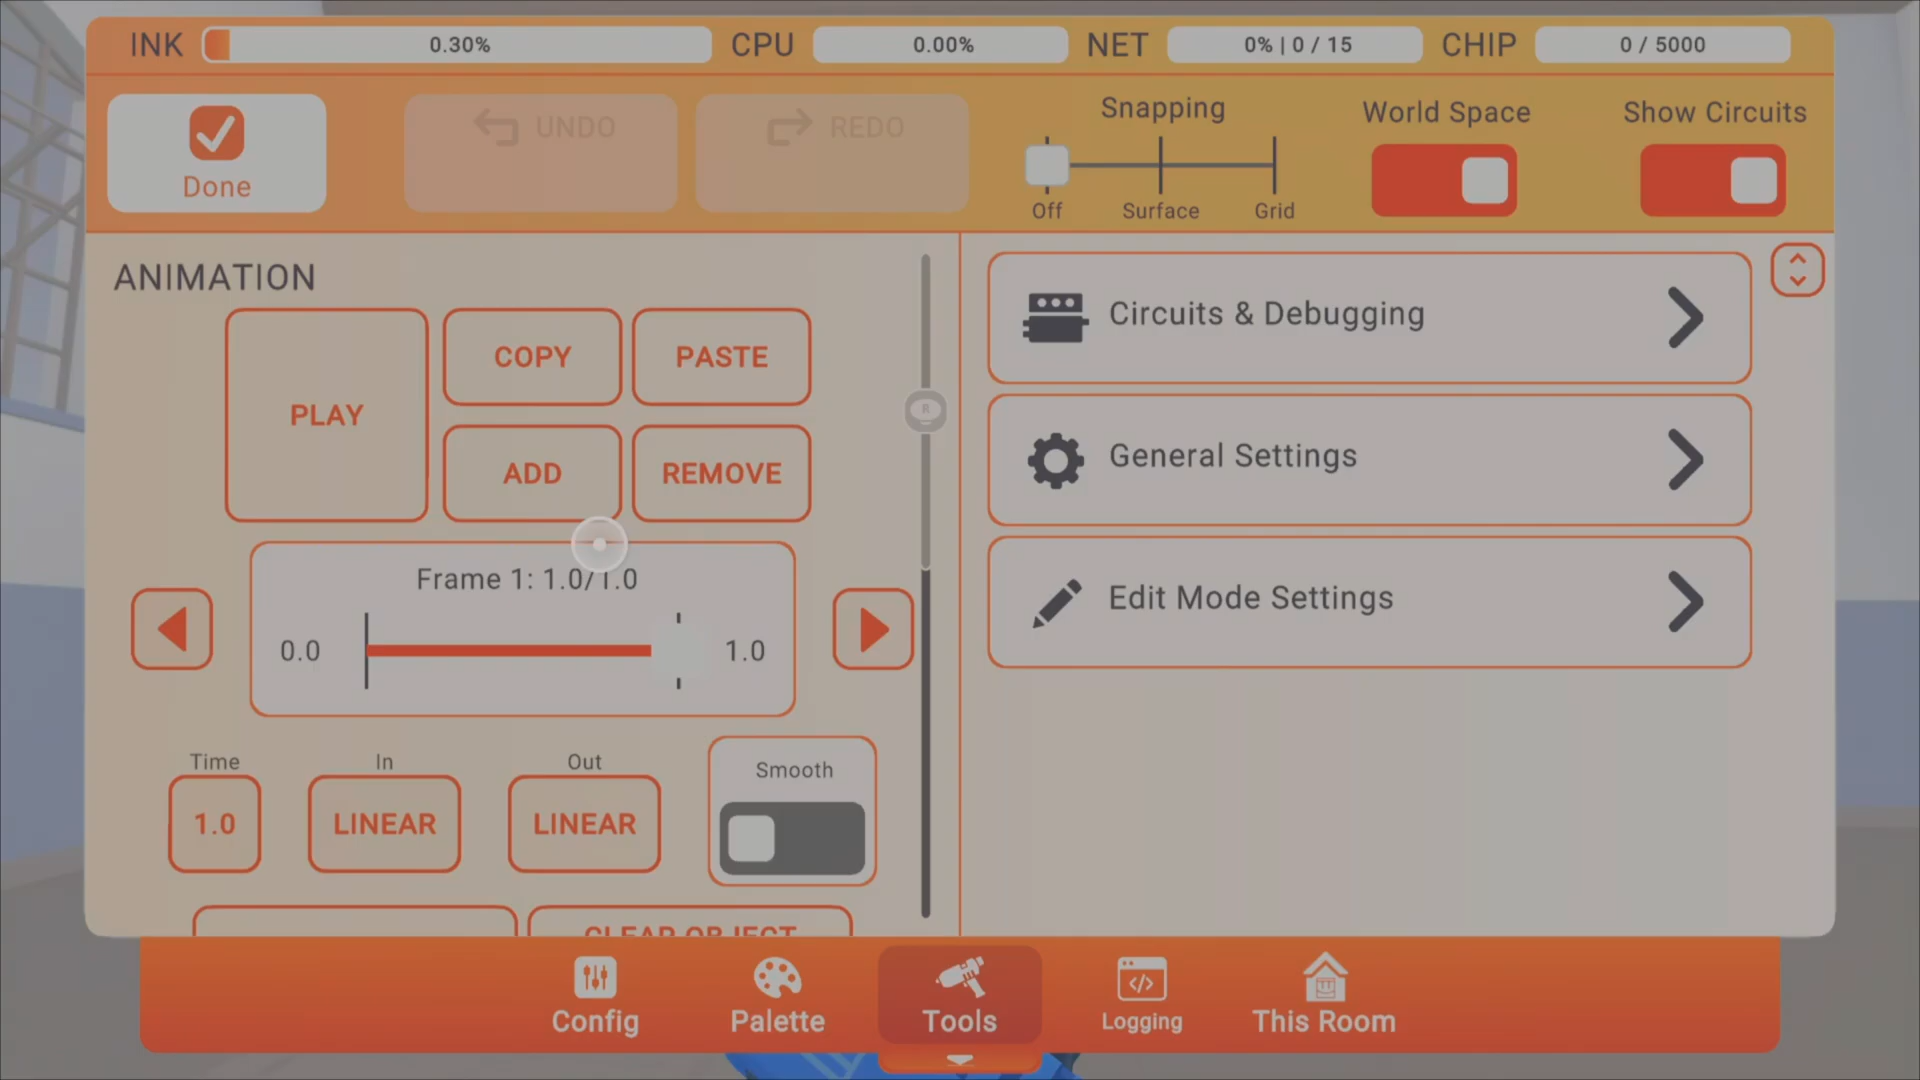 INK 0.30% CPU 0.00% NET 0% | 0 / 15 CHIP 0 / 5000
Done
UNDO
REDO
Snapping
Off Surface Grid
World Space
Show Circuits
ANIMATION
PLAY
COPY
PASTE
ADD
REMOVE
Frame 1: 1.0/1.0
0.0
1.0
Time
1.0
In
LINEAR
Out
LINEAR
Smooth
CLEAR OBJECT
R
Circuits & Debugging
General Settings
Edit Mode Settings
Config
Palette
Tools
Logging
This Room